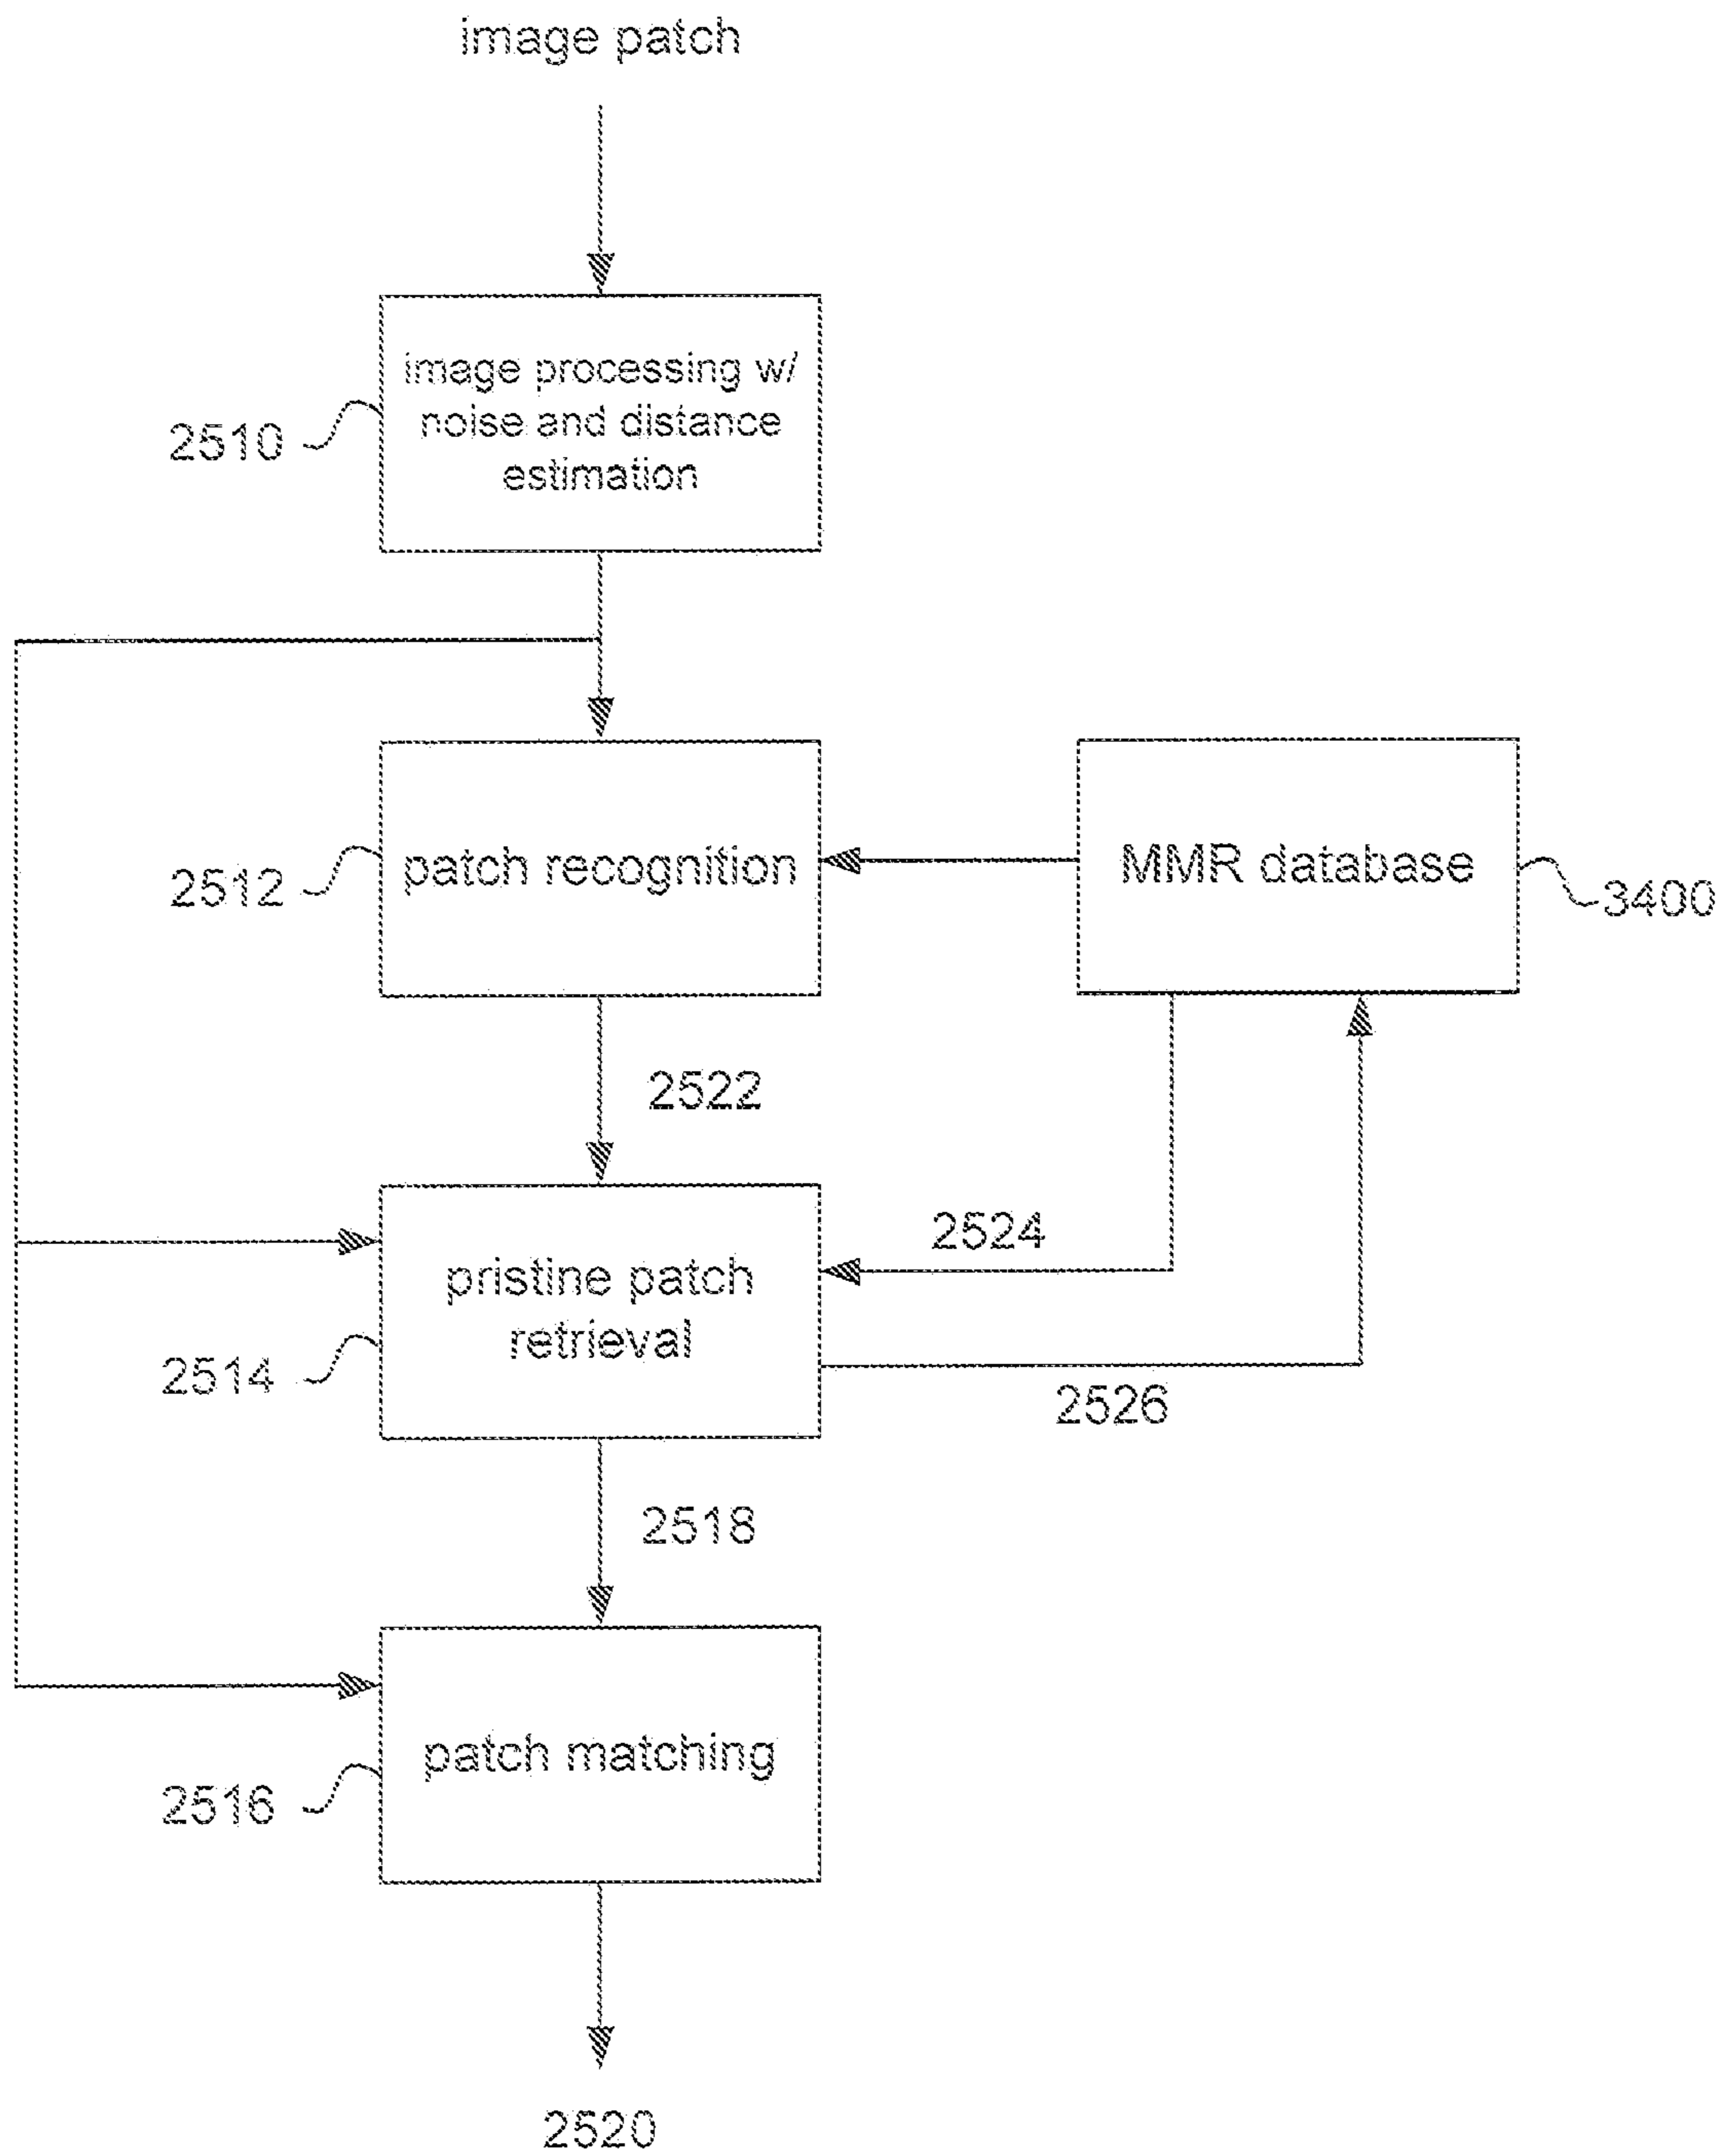 image patch
image processing w/
noise and distance
estimation
2510
patch recognition
2512
MMR database
3400
2522
2524
pristine patch
retrieval
2514
2526
2518
patch matching
2516
2520